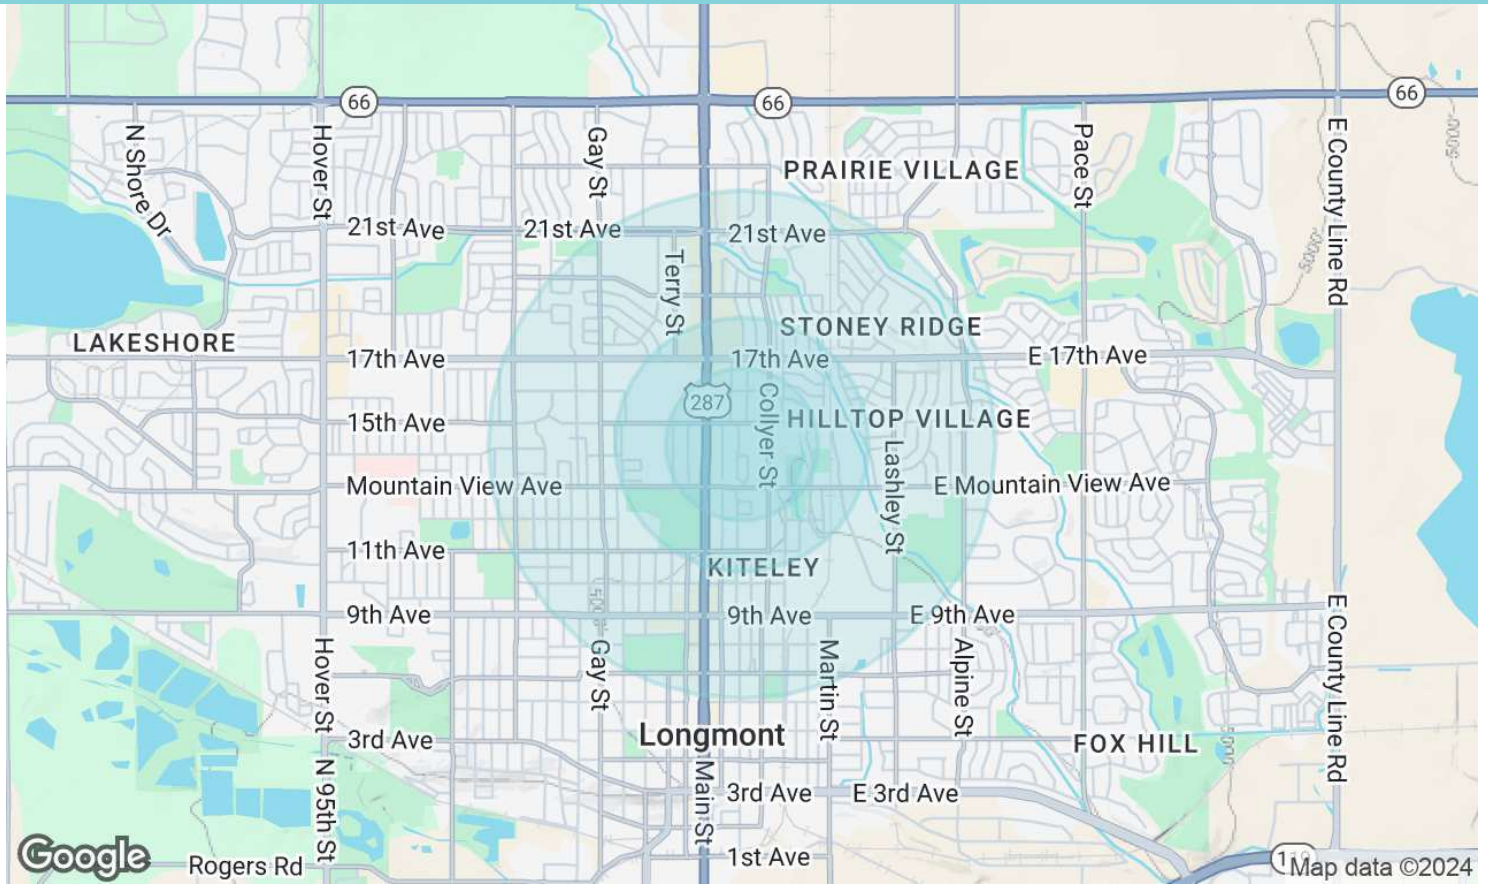 66
66
66
N Shore Dr
Hover St
Gay St
Pace St
E County Line Rd
PRAIRIE VILLAGE
21st Ave
21st Ave
21st Ave
Terry St
5000
5000
LAKESHORE
STONEY RIDGE
17th Ave
17th Ave
E 17th Ave
287
Collyer St
HILLTOP VILLAGE
15th Ave
Lashley St
Mountain View Ave
E Mountain View Ave
11th Ave
KITELEY
9th Ave
9th Ave
E 9th Ave
Hover St
Gay St
Martin St
Alpine St
E County Line Rd
Longmont
3rd Ave
FOX HILL
5000
N 95th St
Main St
3rd Ave
E 3rd Ave
1st Ave
Rogers Rd
Google
Map data ©2024